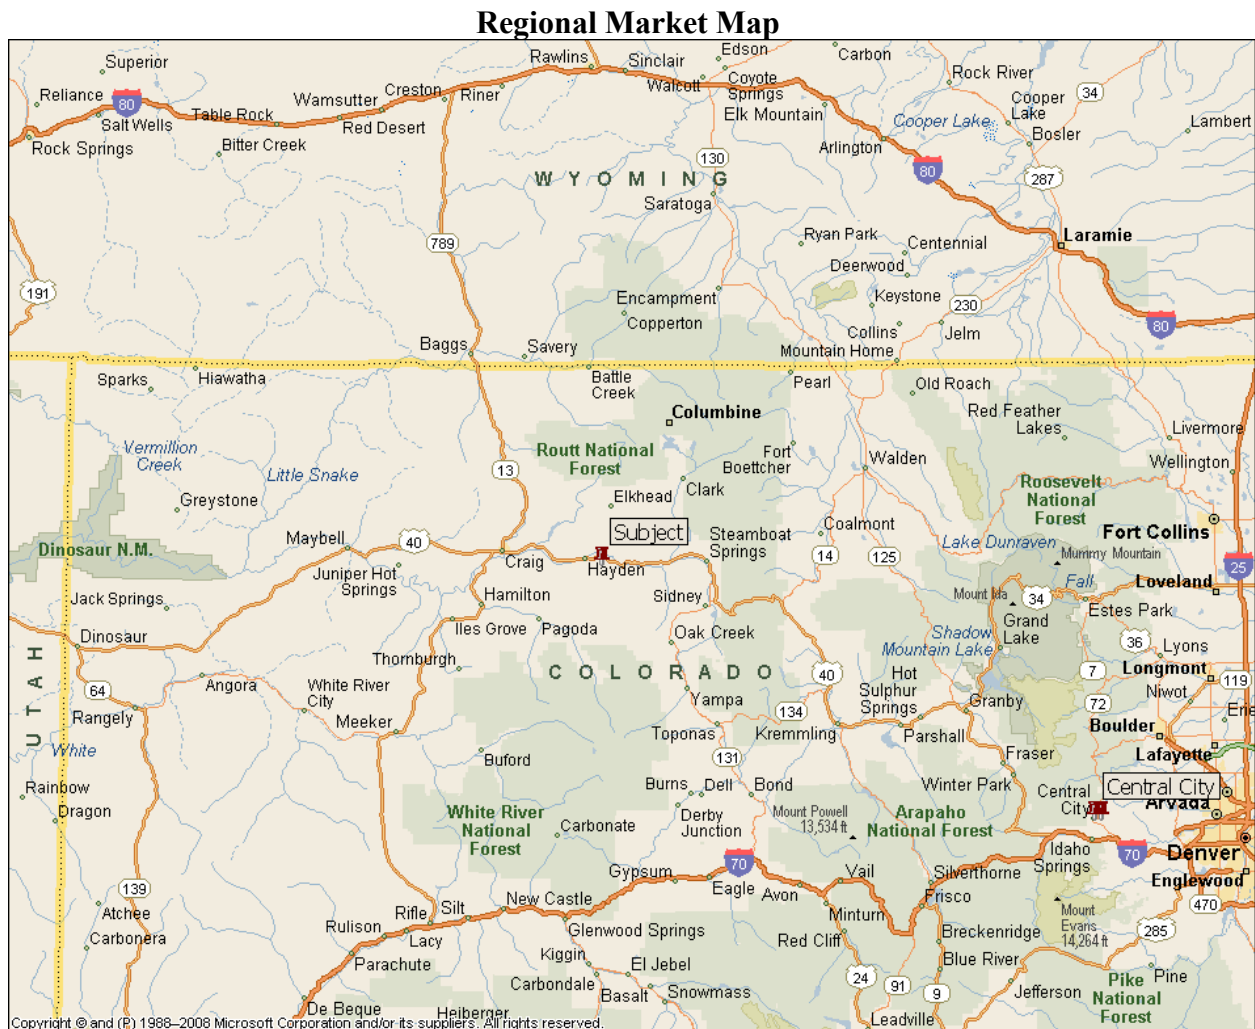 Regional Market Map
Superior
Rawlins
Sinclair
Edson
Carbon
Reliance
80
Salt Wells
Rock Springs
Table Rock
Bitter Creek
Wamsutter
Red Desert
Creston
Riner
Walcott
Coyote
Springs
Elk Mountain
Rock River
34
Cooper
Lake
Cooper Lake
Bosler
Lambert
Arlington
80
287
130
WYOMING
Saratoga
Ryan Park
Centennial
Deerwood
Laramie
789
191
Encampment
Copperton
Keystone
230
Collins
Jelm
80
Baggs
Savery
Mountain Home
Sparks
Hiawatha
Battle
Creek
Pearl
Old Roach
Columbine
Red Feather
Lakes
Livermore
Vermillion
Creek
Little Snake
Routt National
Forest
Fort
Boettcher
Walden
Wellington
13
Greystone
Elkhead
Clark
Roosevelt
National
Forest
Subject
Steamboat
Springs
Coalmont
Fort Collins
Lake Dunraven
Mummy Mountain
Dinosaur N.M.
Maybell
40
Craig
Hayden
14
125
25
Juniper Hot
Springs
Fall
Loveland
Jack Springs
Hamilton
Sidney
Mount Ida
34
Estes Park
Grand
Lake
Dinosaur
Iles Grove
Pagoda
Oak Creek
Shadow
Mountain Lake
36
Lyons
UTAH
Thornburgh
COLORADO
Hot
Sulphur
Springs
7
Longmont
119
64
Angora
White River
City
Yampa
40
Granby
72
Niwot
Rangely
Meeker
134
Toponas
Kremmling
Parshall
Boulder
Erie
White
Buford
131
Fraser
Lafayette
Rainbow
Burns
Dell
Bond
Winter Park
Central
City
Central City
Dragon
White River
National
Forest
Carbonate
Derby
Junction
Mount Powell
13,534 ft
Arapaho
National Forest
Arvada
Idaho
Springs
70
Denver
70
139
Gypsum
Eagle
Avon
Vail
Silverthorne
Englewood
Atchee
New Castle
Frisco
470
Rifle
Silt
Minturn
Mount
Evans
14,264 ft
Carbonera
Rulison
Lacy
Glenwood Springs
Red Cliff
Breckenridge
285
Parachute
Kiggin
El Jebel
Blue River
Pine
Carbondale
24
91
9
Jefferson
Pike
National
Forest
De Beque
Heiberger
Basalt
Snowmass
Leadville
Copyright © and (P) 1988–2008 Microsoft Corporation and/or its suppliers. All rights reserved.